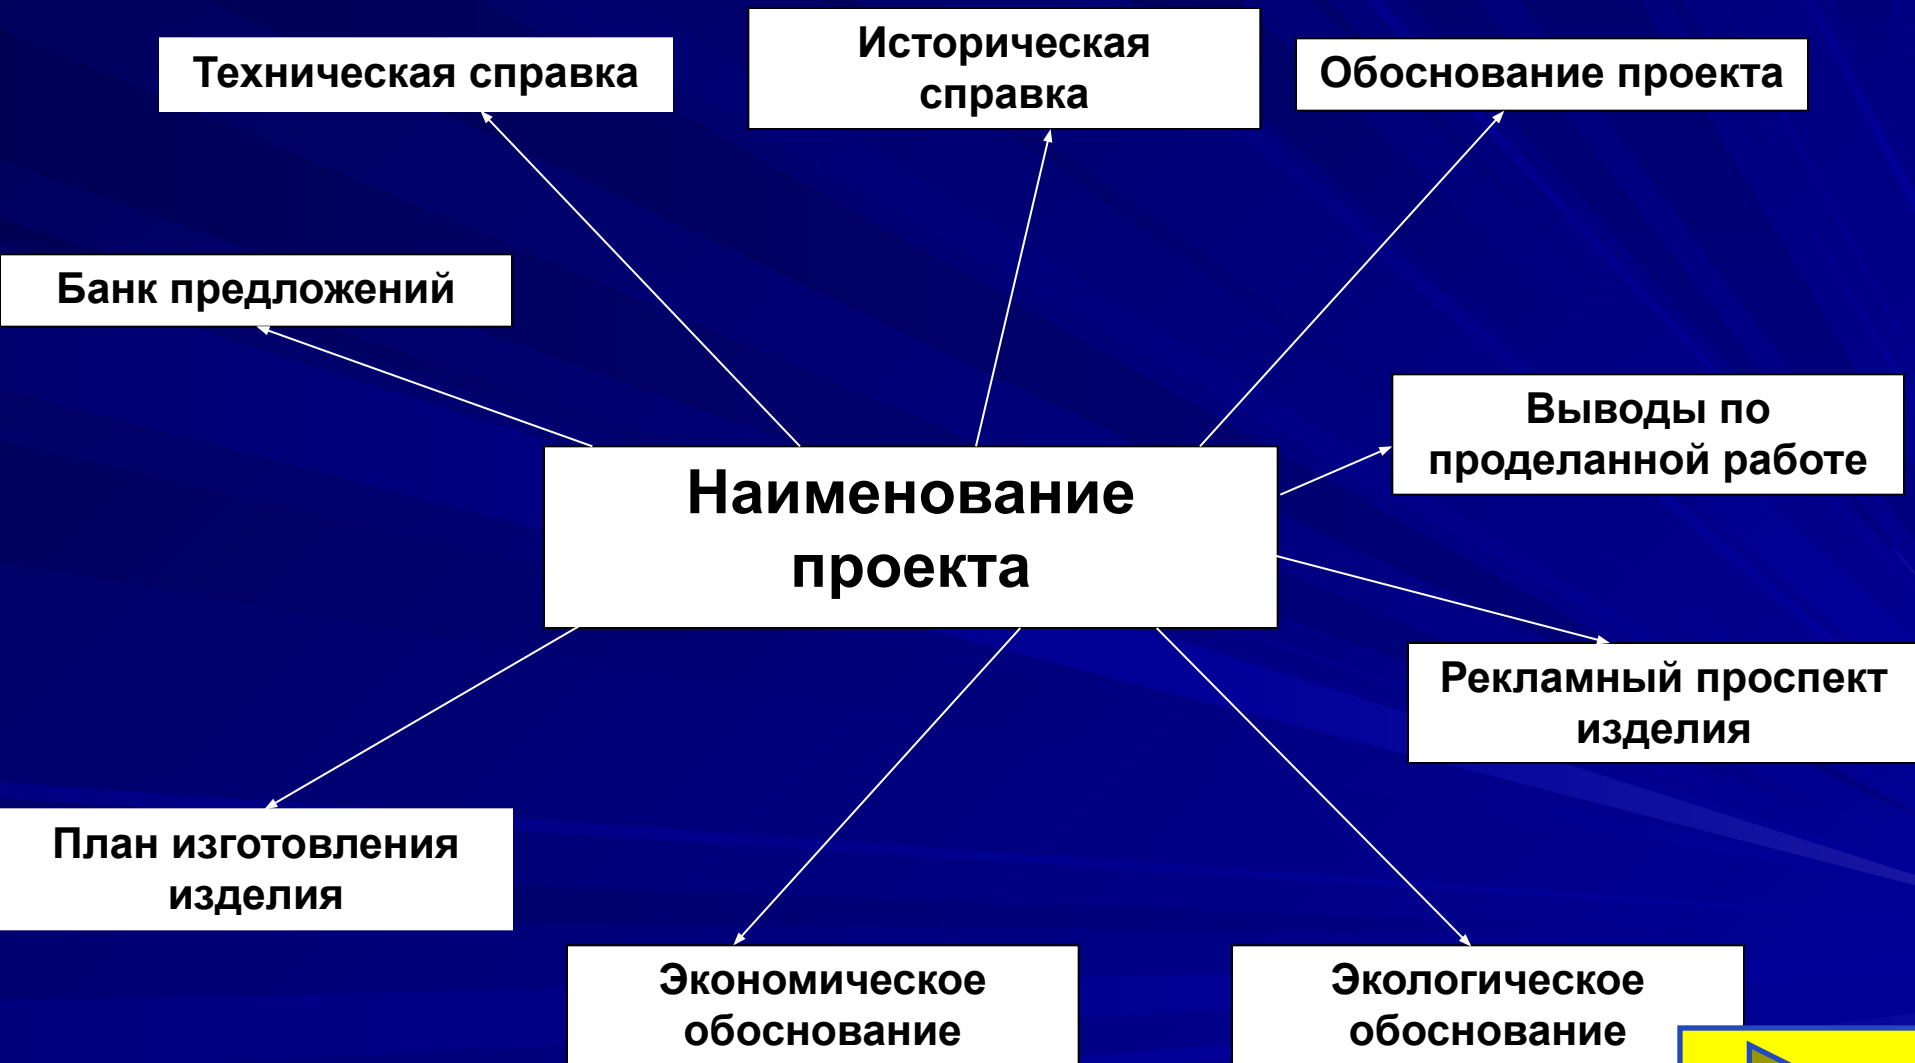 Техническая справка
Историческая
справка
Обоснование проекта
Банк предложений
Выводы по
проделанной работе
Наименование
проекта
Рекламный проспект
изделия
План изготовления
изделия
Экономическое
обоснование
Экологическое
обоснование